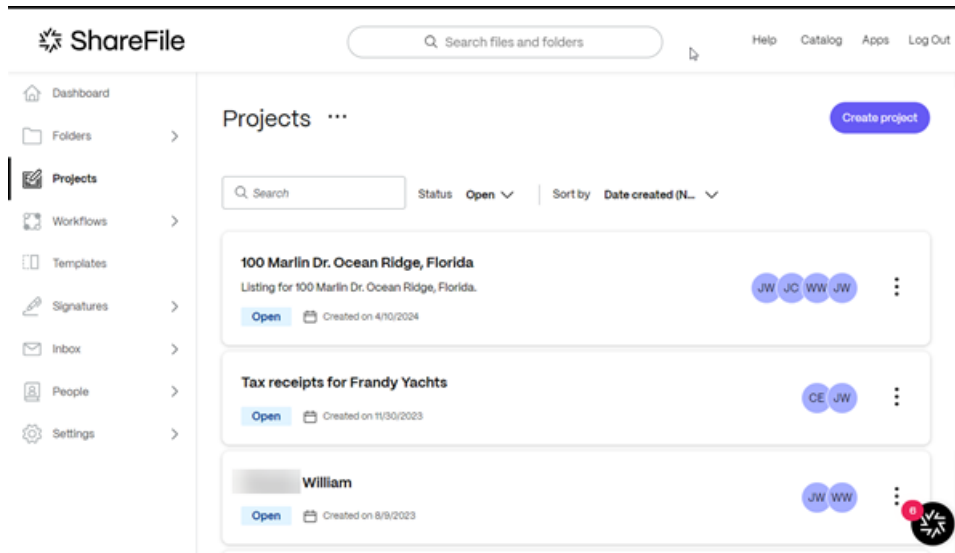 ShareFile
Search files and folders
Help Catalog Apps Log Out
Dashboard
Folders
Projects
Workflows
Templates
Signatures
Inbox
People
Settings
Projects ...
Create project
Search
Status Open
Sort by Date created (N...
100 Marlin Dr. Ocean Ridge, Florida
Listing for 100 Marlin Dr. Ocean Ridge, Florida.
Open Created on 4/10/2024
JW JC WW JW
Tax receipts for Frandy Yachts
Open Created on 11/30/2023
CE JW
William
Open Created on 8/9/2023
JW WW
6